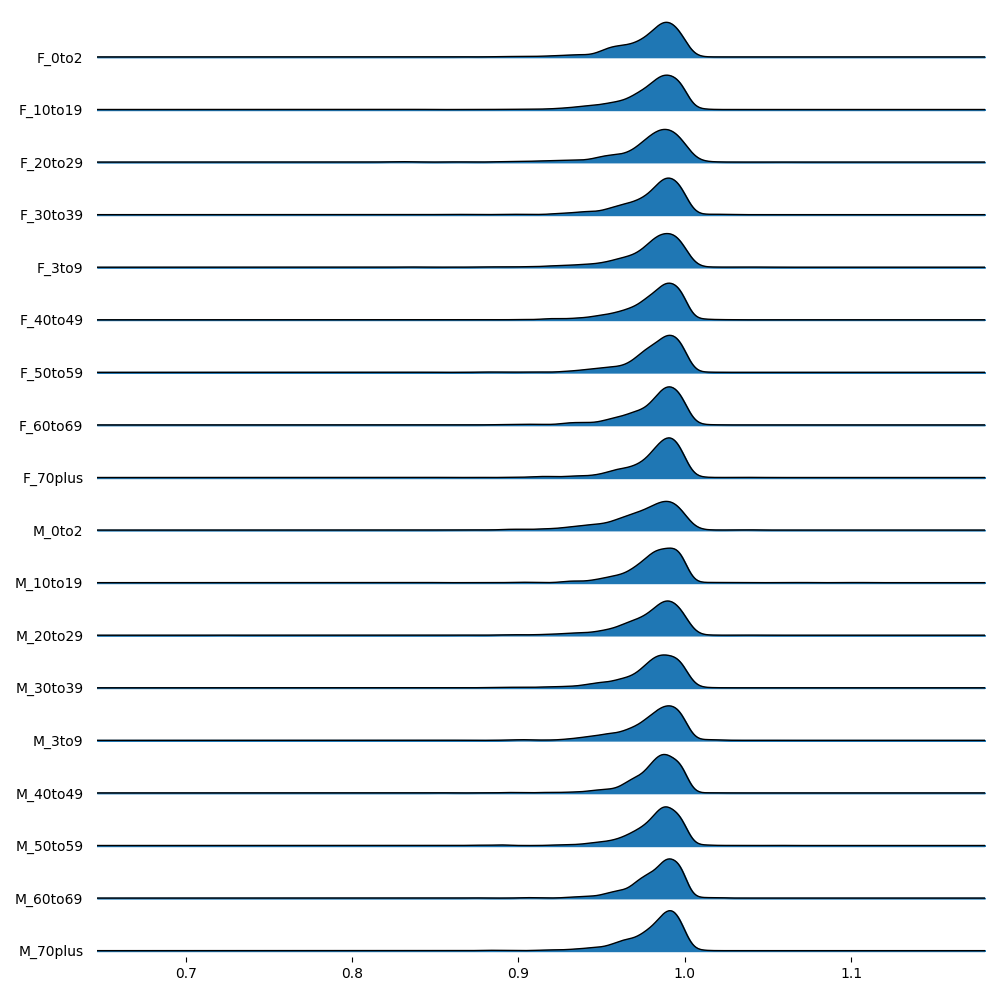 F_0to2
F_10to19
F_20to29
F_30to39
F_3to9
F_40to49
F_50to59
F_60to69
F_70plus
M_0to2
M_10to19
M_20to29
M_30to39
M_3to9
M_40to49
M_50to59
M_60to69
M_70plus
0.7 0.8 0.9 1.0 1.1